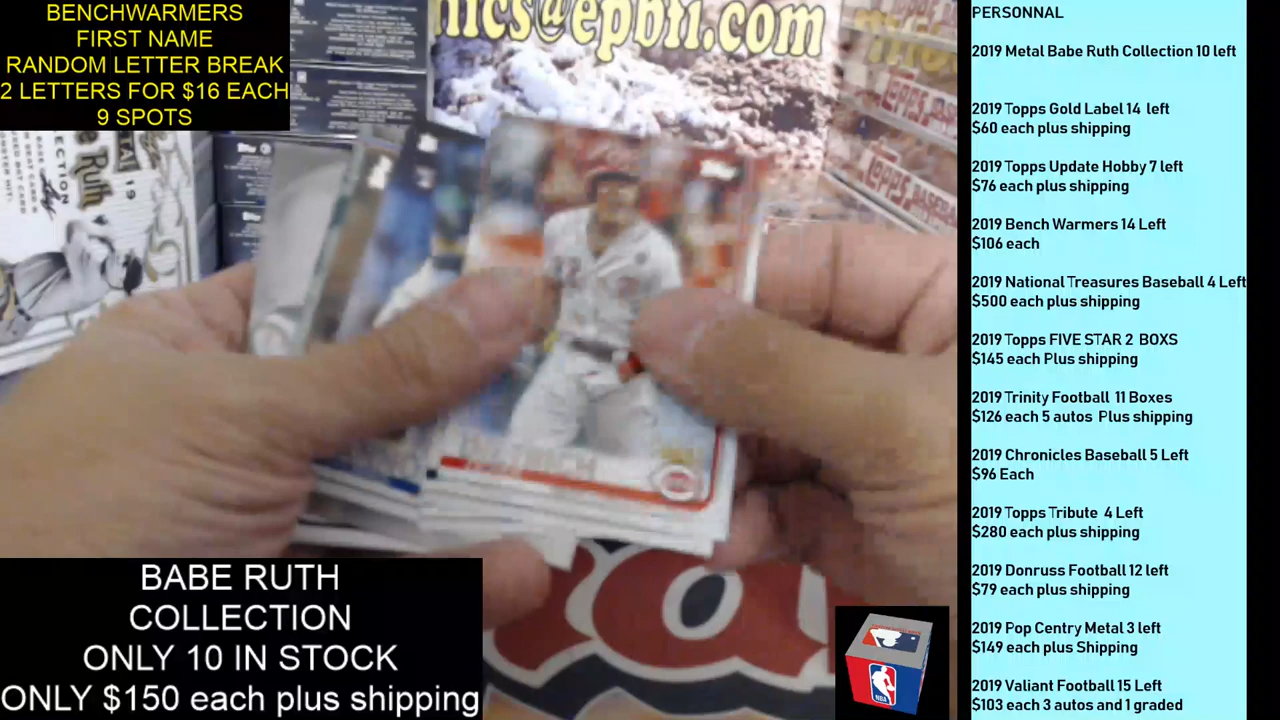 BENCHWARMERS
FIRST NAME
RANDOM LETTER BREAK
2 LETTERS FOR $16 EACH
9 SPOTS
nics@epbti.com
BABE RUTH
COLLECTION
ONLY 10 IN STOCK
ONLY $150 each plus shipping
PERSONNAL
2019 Metal Babe Ruth Collection 10 left
2019 Topps Gold Label 14 left
$60 each plus shipping
2019 Topps Update Hobby 7 left
$76 each plus shipping
2019 Bench Warmers 14 Left
$106 each
2019 National Treasures Baseball 4 Left
$500 each plus shipping
2019 Topps FIVE STAR 2 BOXS
$145 each Plus shipping
2019 Trinity Football 11 Boxes
$126 each 5 autos Plus shipping
2019 Chronicles Baseball 5 Left
$96 Each
2019 Topps Tribute 4 Left
$280 each plus shipping
2019 Donruss Football 12 left
$79 each plus shipping
2019 Pop Centry Metal 3 left
$149 each plus Shipping
2019 Valiant Football 15 Left
$103 each 3 autos and 1 graded